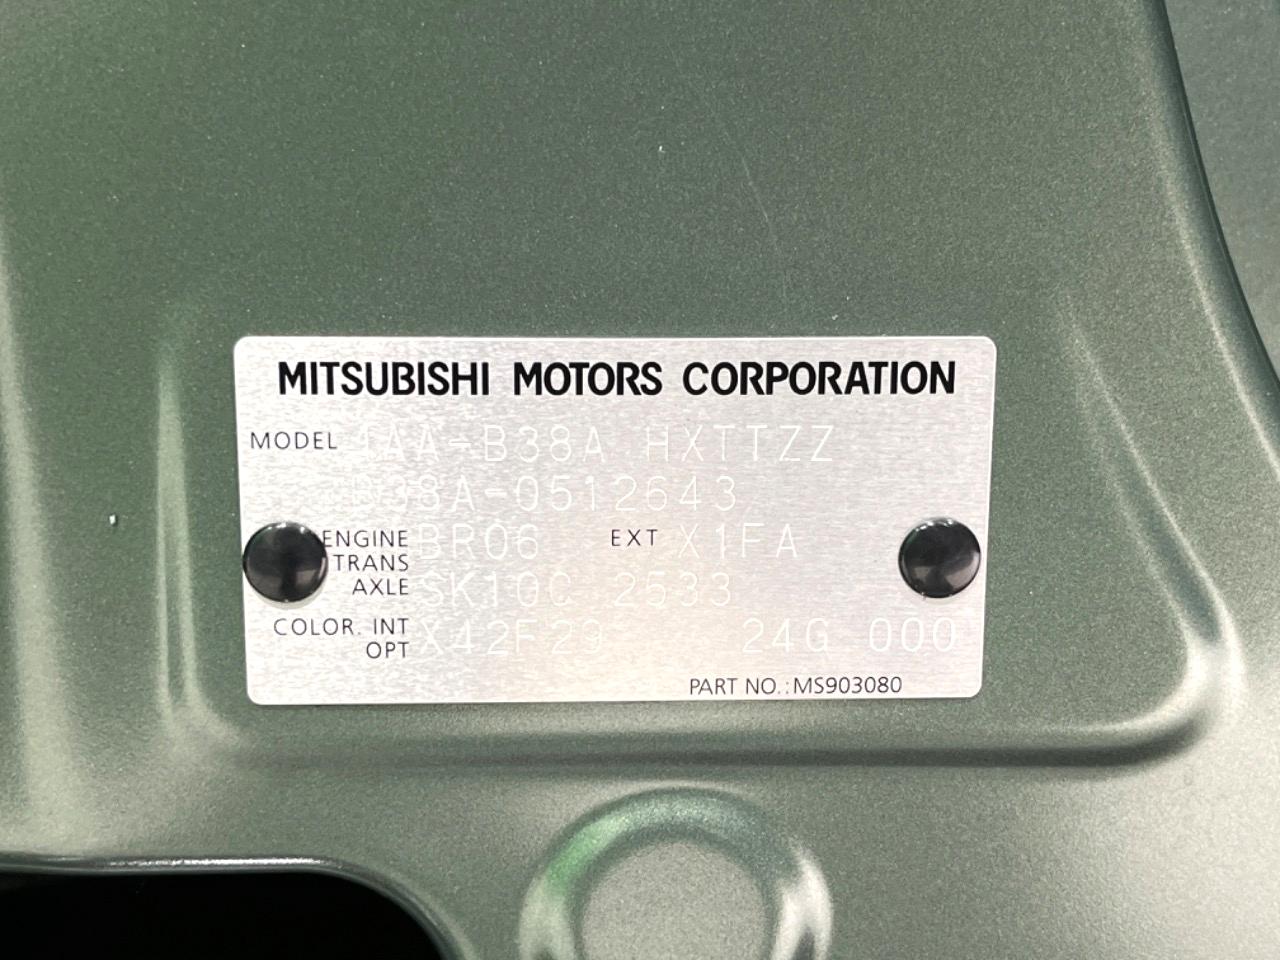 MITSUBISHI MOTORS CORPORATION
MODEL 4AA-B38A HXTTZZ
B38A-0512643
ENGINE BR06 EXT X1FA
TRANS
AXLE SK10C 2533
COLOR. INT X42F29 24G 000
OPT
PART NO.:MS903080